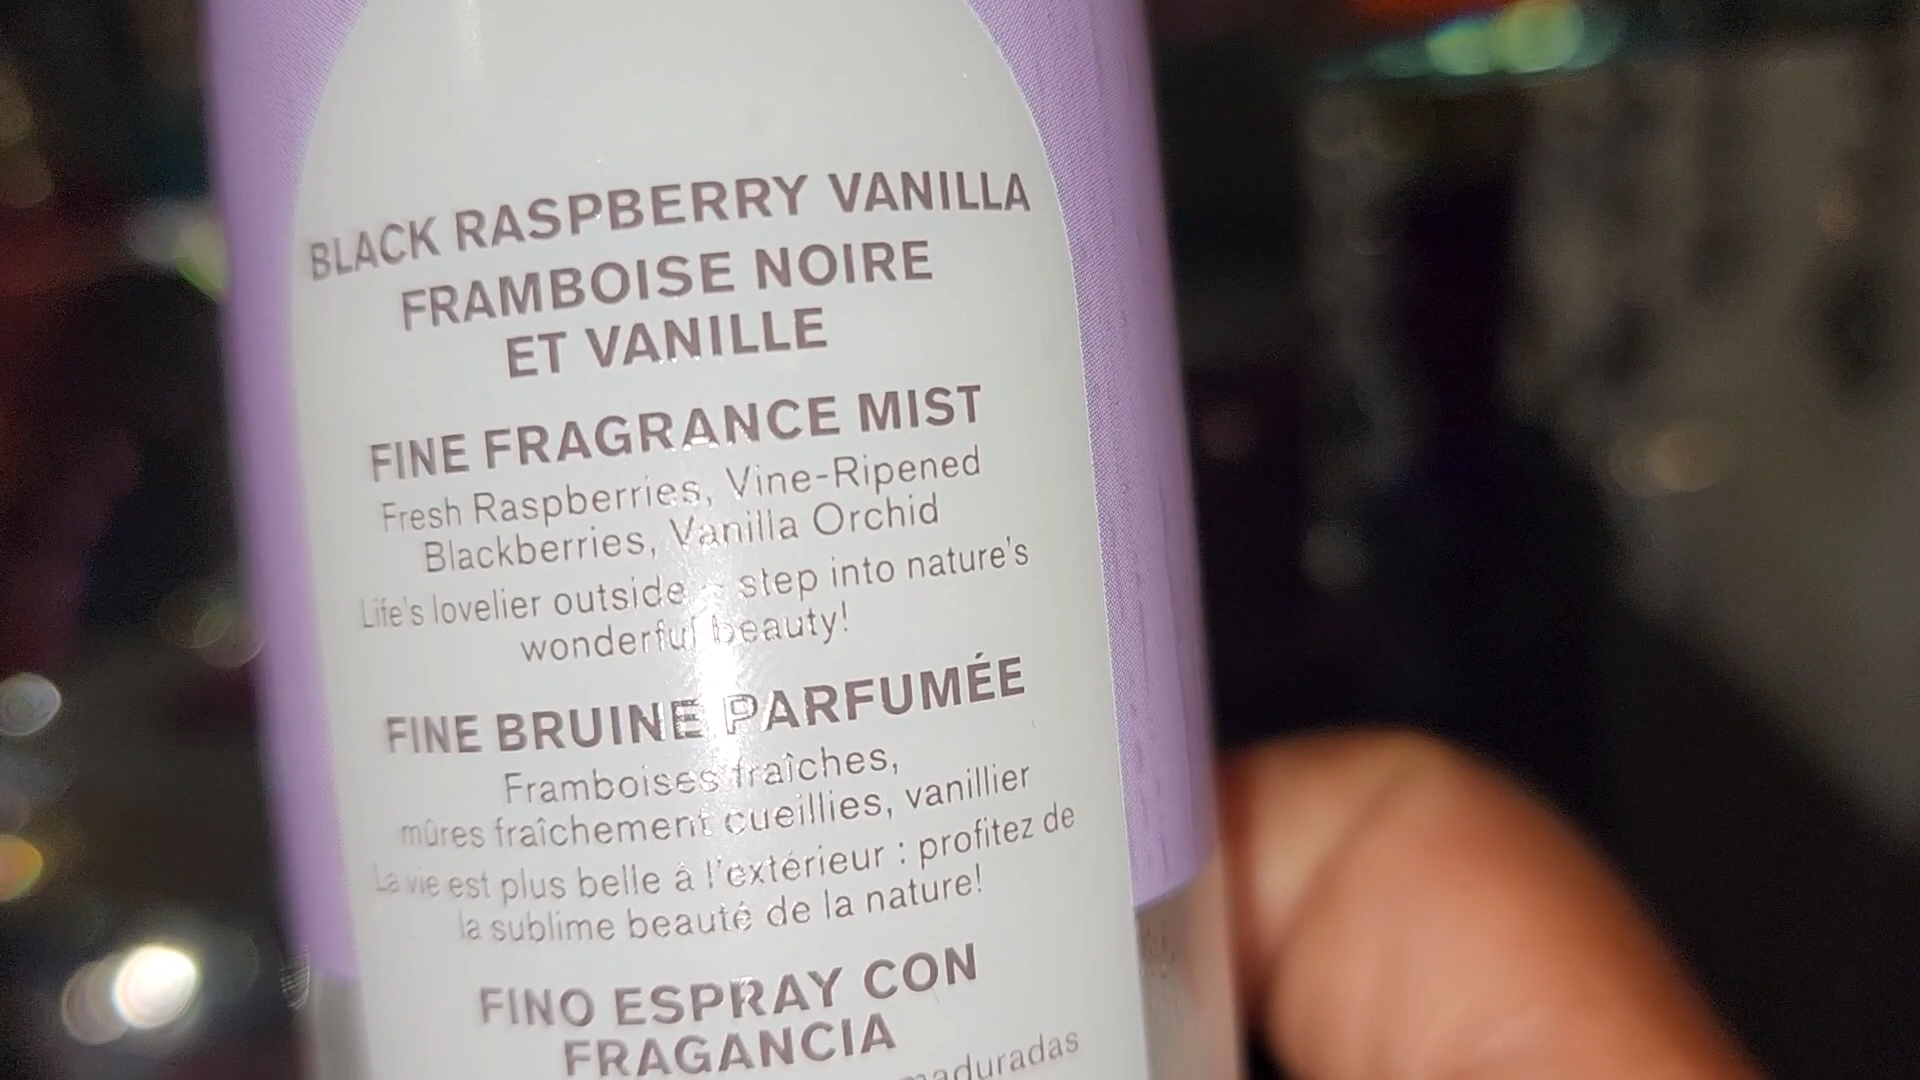 BLACK RASPBERRY VANILLA
FRAMBOISE NOIRE
ET VANILLE
FINE FRAGRANCE MIST
Fresh Raspberries, Vine-Ripened
Blackberries, Vanilla Orchid
Life's lovelier outside – step into nature's
wonderful beauty!
FINE BRUINE PARFUMÉE
Framboises fraîches,
mûres fraîchement cueillies, vanillier
La vie est plus belle à l'extérieur : profitez de
la sublime beauté de la nature!
FINO ESPRAY CON
FRAGANCIA
maduradas